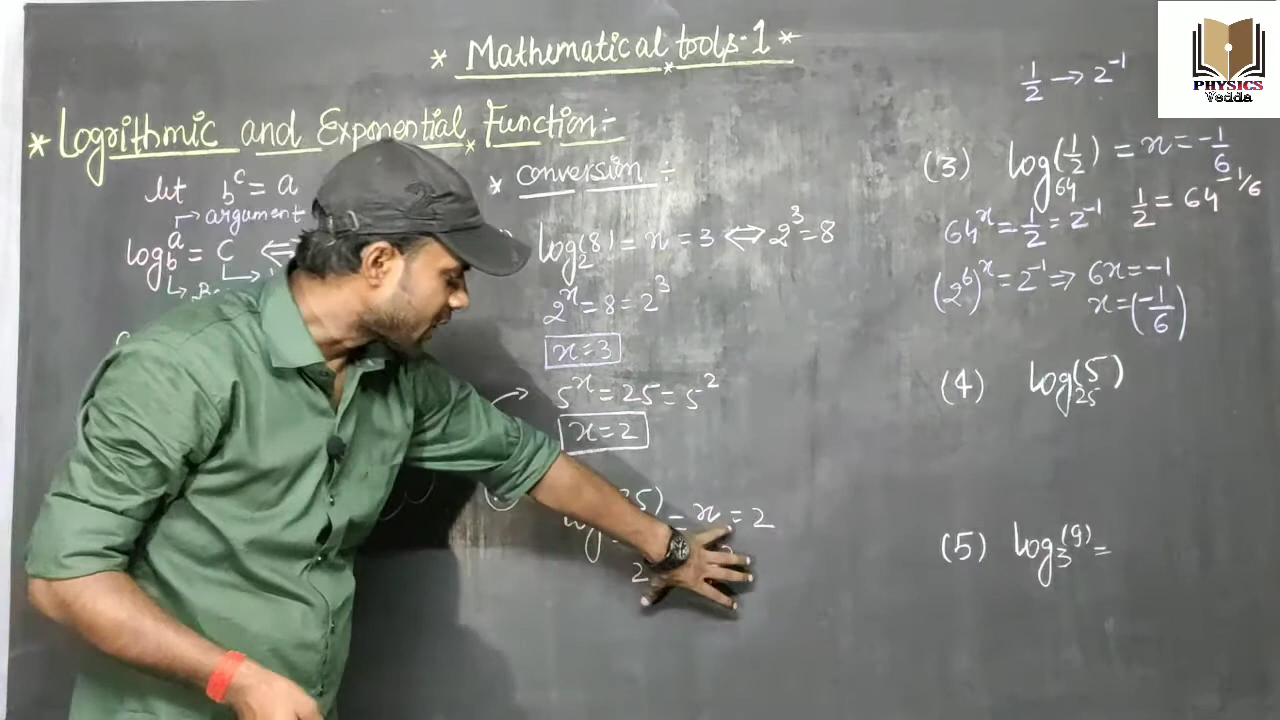 * Mathematical tools-1 *
* Logrithmic and Exponential Function:-
let b^c = a
→ argument
log_b a = c ⇔
* conversion :-
log_2(8) = x = 3 ⇔ 2^3 = 8
2^x = 8 = 2^3
x = 3
5^x = 25 = 5^2
x = 2
= x = 2
1/2 → 2^-1
(3) log_64(1/2) = x = -1/6
64^x = 1/2 = 2^-1 1/2 = 64^-1/6
(2^6)^x = 2^-1 ⇒ 6x = -1
x = (-1/6)
(4) log_25(5)
(5) log_3(9) =
PHYSICS
Vedda